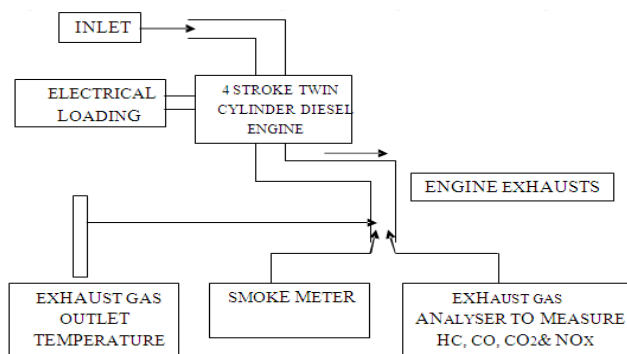 INLET
ELECTRICAL
LOADING
4 STROKE TWIN
CYLINDER DIESEL
ENGINE
ENGINE EXHAUSTS
EXHAUST GAS
OUTLET
TEMPERATURE
SMOKE METER
EXHAUST GAS
ANALYSER TO MEASURE
HC, CO, CO2& NOX